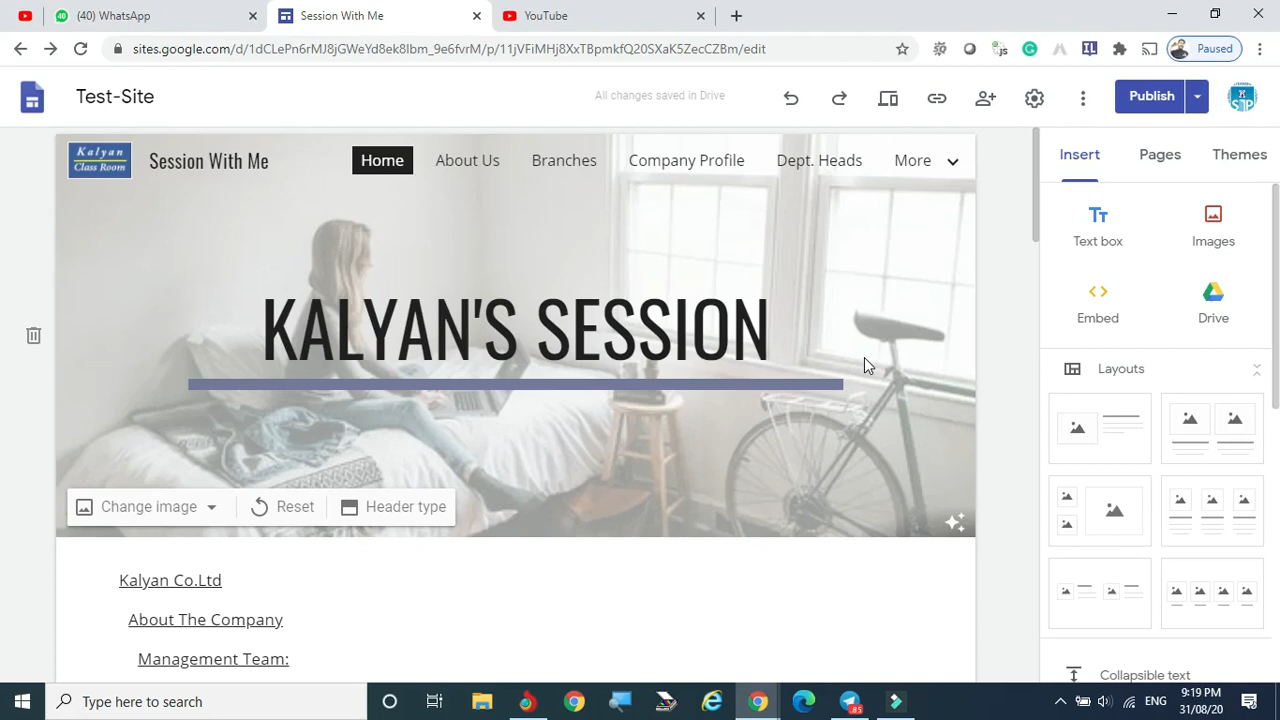 (40) WhatsApp
Session With Me
YouTube
sites.google.com/d/1dCLePn6rMJ8jGWeYd8ek8Ibm_9e6fvrM/p/11jVFiMHj8XxTBpmkfQ20SXaK5ZecCZBm/edit
Paused
Test-Site
All changes saved in Drive
Publish
Kalyan
Class Room
Session With Me
Home
About Us
Branches
Company Profile
Dept. Heads
More
Insert
Pages
Themes
Text box
Images
Embed
Drive
KALYAN'S SESSION
Layouts
Change image
Reset
Header type
Kalyan Co.Ltd
About The Company
Management Team:
Collapsible text
Type here to search
85
ENG
9:19 PM
31/08/20